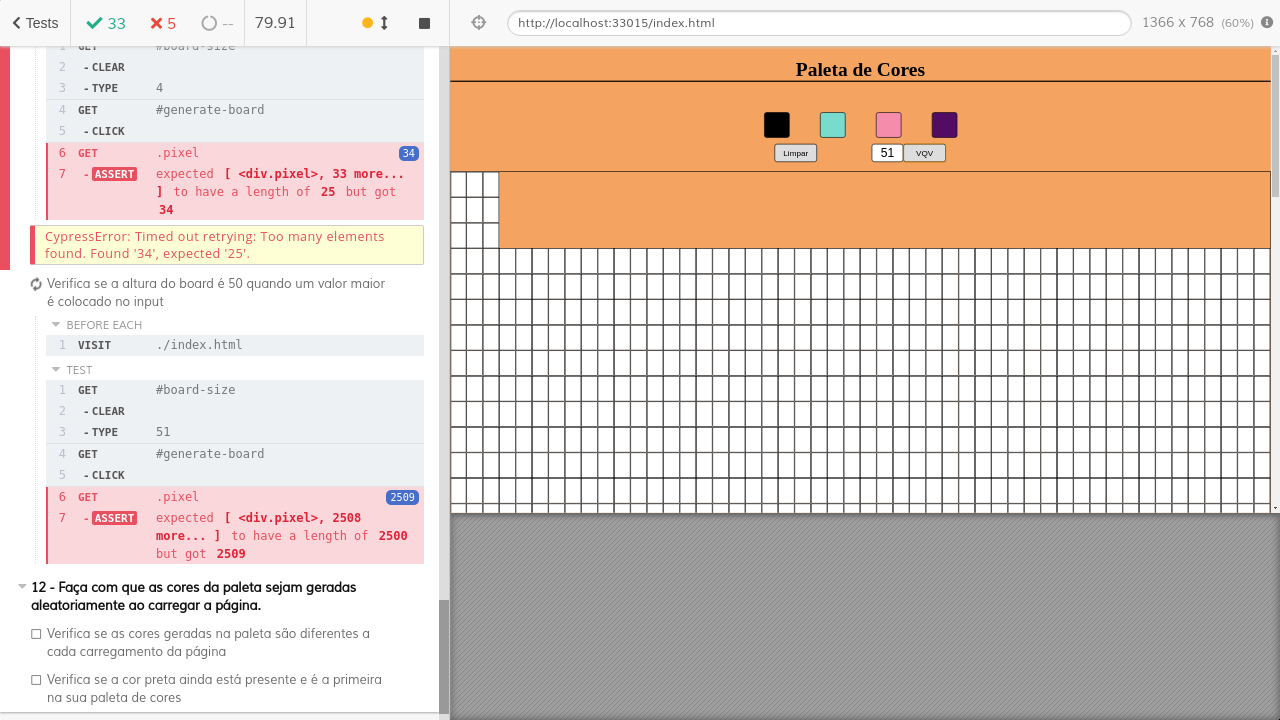 Tests
33
5
--
79.91
http://localhost:33015/index.html
1366 x 768 (60%)
1 GET #board-size
2 - CLEAR
3 - TYPE 4
4 GET #generate-board
5 - CLICK
6 GET .pixel 34
7 - ASSERT expected [ <div.pixel>, 33 more...
] to have a length of 25 but got
34
CypressError: Timed out retrying: Too many elements
found. Found '34', expected '25'.
Verifica se a altura do board é 50 quando um valor maior
é colocado no input
BEFORE EACH
1 VISIT ./index.html
TEST
1 GET #board-size
2 - CLEAR
3 - TYPE 51
4 GET #generate-board
5 - CLICK
6 GET .pixel 2509
7 - ASSERT expected [ <div.pixel>, 2508
more... ] to have a length of 2500
but got 2509
12 - Faça com que as cores da paleta sejam geradas
aleatoriamente ao carregar a página.
Verifica se as cores geradas na paleta são diferentes a
cada carregamento da página
Verifica se a cor preta ainda está presente e é a primeira
na sua paleta de cores
Paleta de Cores
Limpar
51
VQV